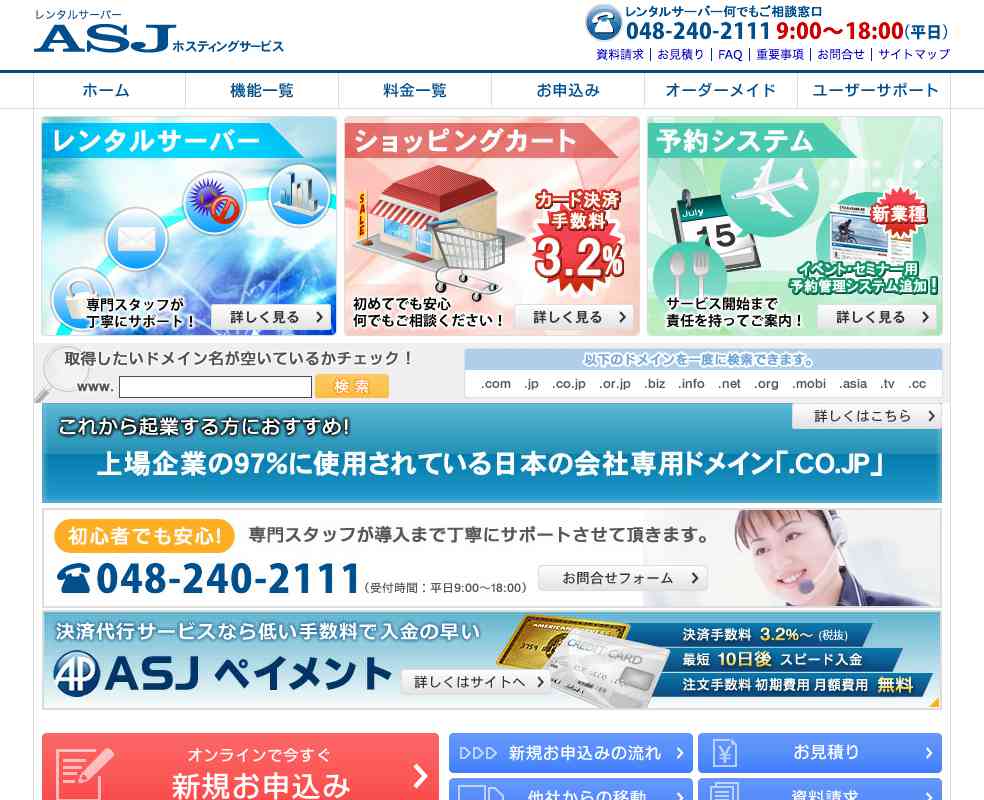 レンタルサーバー
ASJ ホスティングサービス
レンタルサーバー何でもご相談窓口
048-240-2111 9:00～18:00(平日)
資料請求 | お見積り | FAQ | 重要事項 | お問合せ | サイトマップ
ホーム 機能一覧 料金一覧 お申込み オーダーメイド ユーザーサポート
レンタルサーバー
専門スタッフが
丁寧にサポート！
詳しく見る
ショッピングカート
SALE
カード決済
手数料
3.2%
初めてでも安心
何でもご相談ください！
詳しく見る
予約システム
July
15
新業種
イベント・セミナー用
予約管理システム追加！
サービス開始まで
責任を持ってご案内！
詳しく見る
取得したいドメイン名が空いているかチェック！
www. 検索
以下のドメインを一度に検索できます。
.com .jp .co.jp .or.jp .biz .info .net .org .mobi .asia .tv .cc
これから起業する方におすすめ!
詳しくはこちら
上場企業の97%に使用されている日本の会社専用ドメイン「.CO.JP」
初心者でも安心! 専門スタッフが導入まで丁寧にサポートさせて頂きます。
048-240-2111 (受付時間：平日9:00～18:00) お問合せフォーム
決済代行サービスなら低い手数料で入金の早い
AP ASJ ペイメント
詳しくはサイトへ
AMERICAN EXPRESS
3759
CREDIT CARD
決済手数料 3.2%～ (税抜)
最短 10日後 スピード入金
注文手数料 初期費用 月額費用 無料
オンラインで今すぐ
新規お申込み
新規お申込みの流れ
お見積り
他社からの移動
資料請求